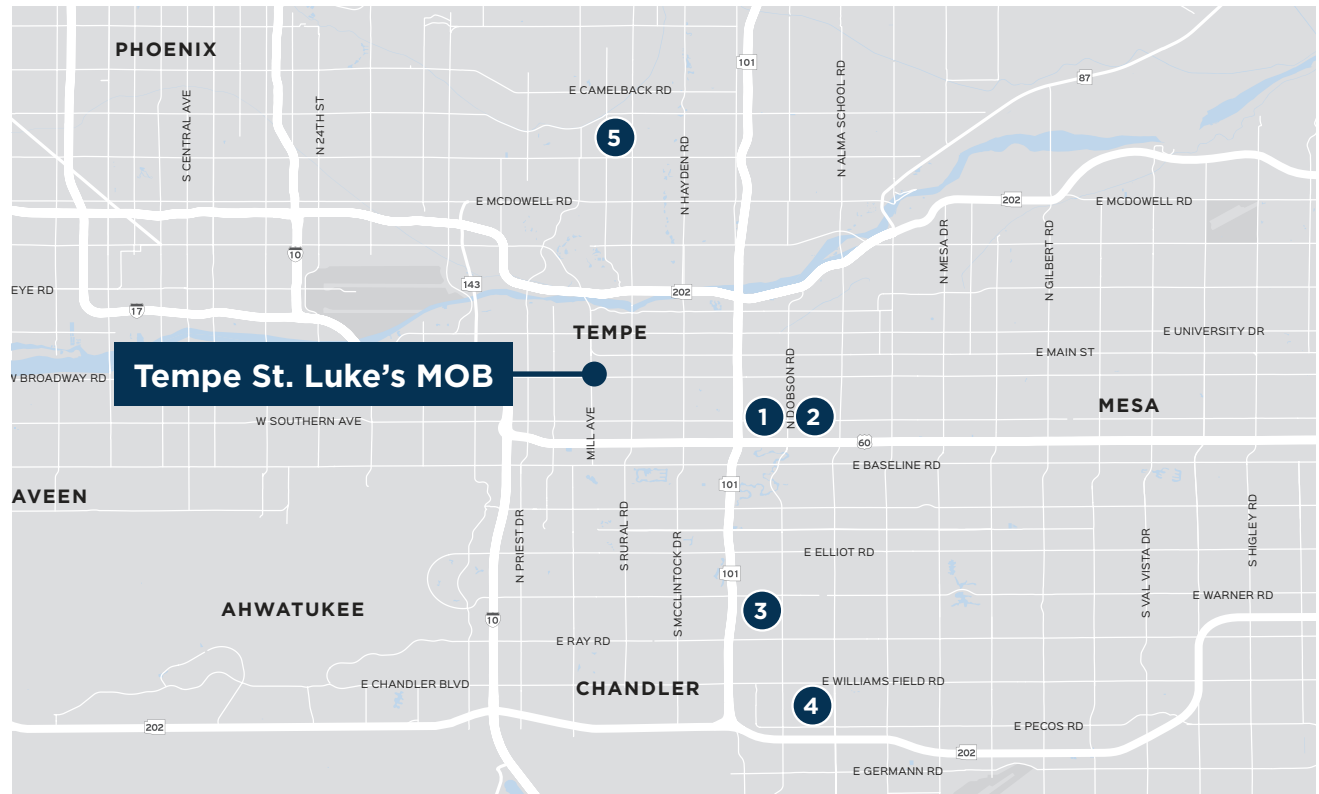 PHOENIX
101
87
E CAMELBACK RD
S CENTRAL AVE
N 24TH ST
N ALMA SCHOOL RD
5
N HAYDEN RD
E MCDOWELL RD
202
E MCDOWELL RD
10
N MESA DR
N GILBERT RD
143
EYE RD
202
17
TEMPE
E UNIVERSITY DR
E MAIN ST
W BROADWAY RD
Tempe St. Luke's MOB
N DOBSON RD
MESA
1
2
W SOUTHERN AVE
MILL AVE
60
E BASELINE RD
101
AVEEN
N PRIEST DR
S RURAL RD
S MCCLINTOCK DR
S VAL VISTA DR
S HIGLEY RD
E ELLIOT RD
101
E WARNER RD
AHWATUKEE
3
10
E RAY RD
E CHANDLER BLVD
CHANDLER
E WILLIAMS FIELD RD
4
202
E PECOS RD
202
E GERMANN RD